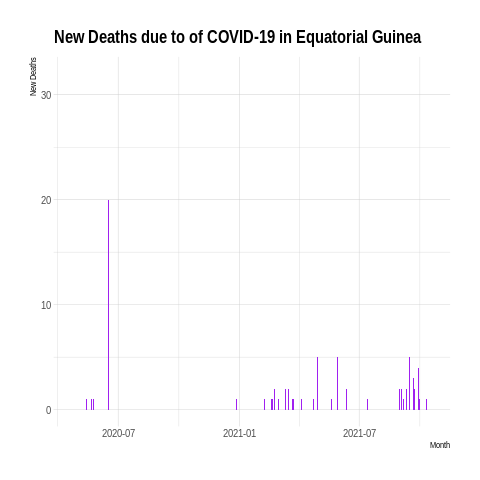 New Deaths due to of COVID-19 in Equatorial Guinea
New Deaths
30
20
10
0
2020-07 2021-01 2021-07
Month